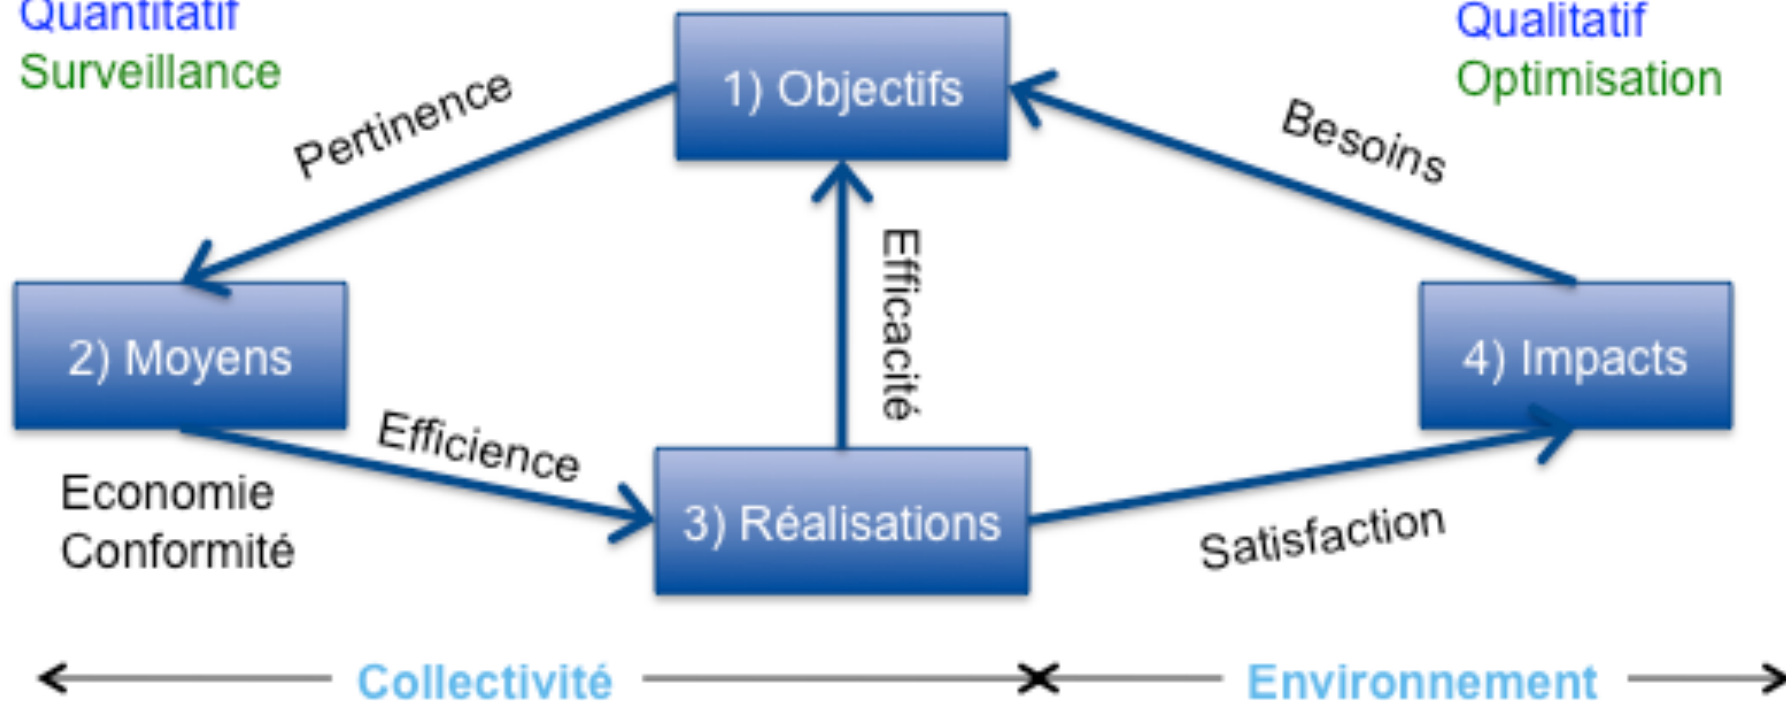 Quantitatif
Surveillance
Qualitatif
Optimisation
1) Objectifs
Pertinence
Besoins
Efficacité
2) Moyens
4) Impacts
Efficience
Economie
Conformité
3) Réalisations
Satisfaction
Collectivité
Environnement